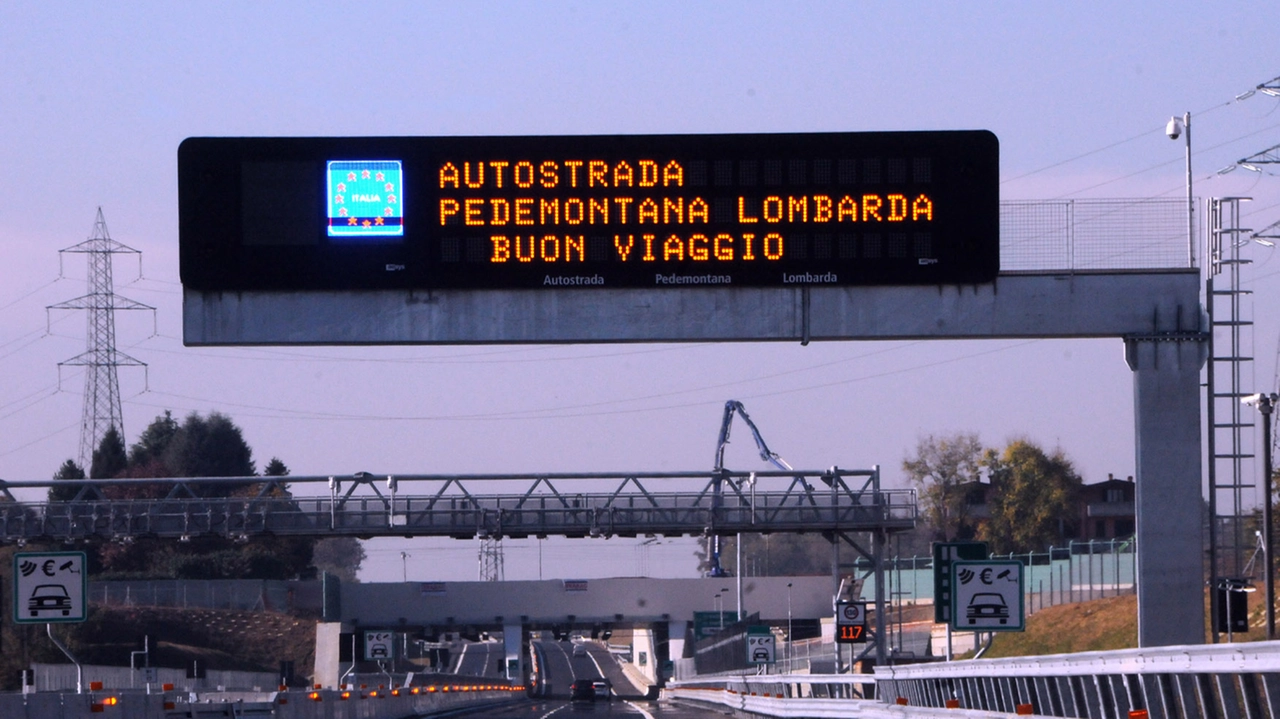 AUTOSTRADA
ITALIA
PEDEMONTANA LOMBARDA
BUON VIAGGIO
Autostrada Pedemontana Lombarda
€
€
117